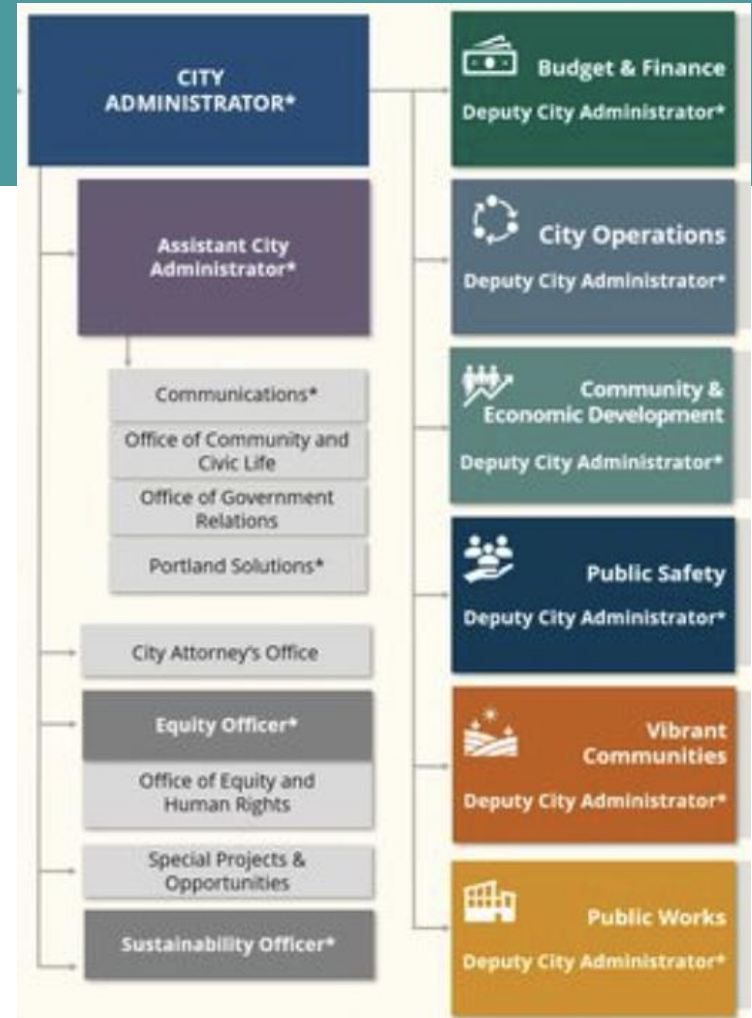 CITY
ADMINISTRATOR*
Assistant City
Administrator*
Communications*
Office of Community and
Civic Life
Office of Government
Relations
Portland Solutions*
City Attorney's Office
Equity Officer*
Office of Equity and
Human Rights
Special Projects &
Opportunities
Sustainability Officer*
Budget & Finance
Deputy City Administrator*
City Operations
Deputy City Administrator*
Community &
Economic Development
Deputy City Administrator*
Public Safety
Deputy City Administrator*
Vibrant
Communities
Deputy City Administrator*
Public Works
Deputy City Administrator*